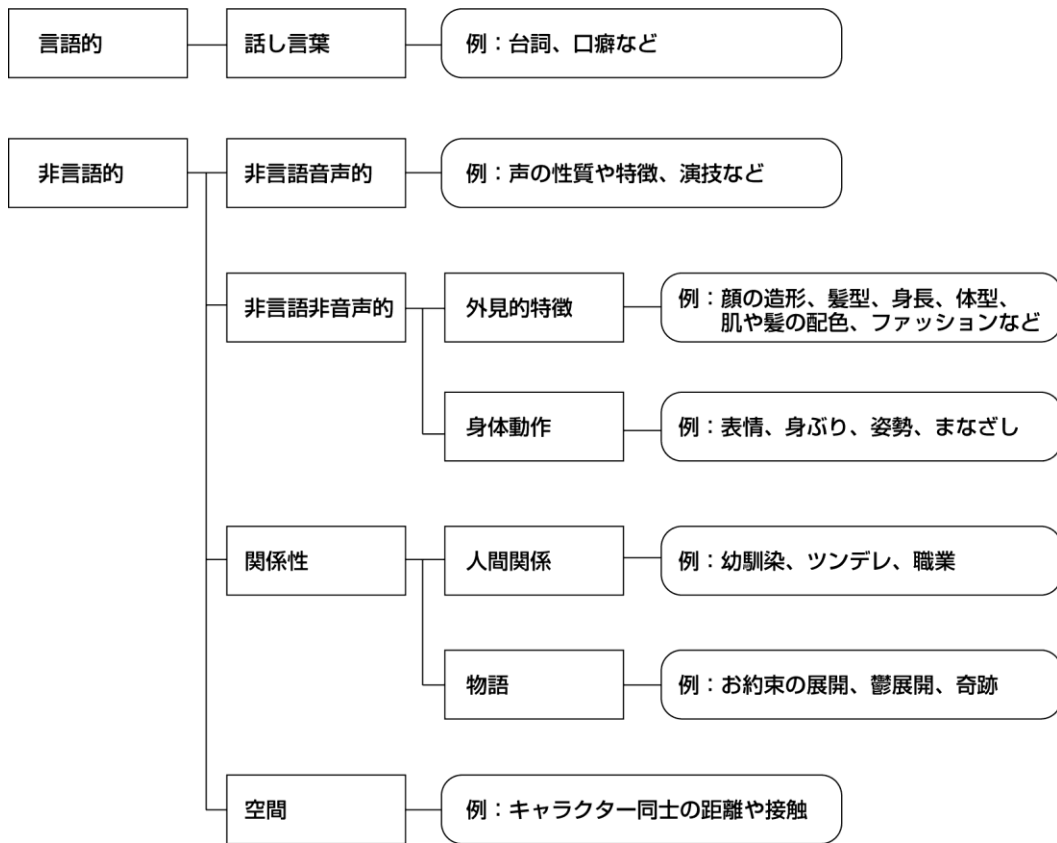 言語的
話し言葉
例：台詞、口癖など
非言語的
非言語音声的
例：声の性質や特徴、演技など
非言語非音声的
外見的特徴
例：顔の造形、髪型、身長、体型、
肌や髪の配色、ファッションなど
身体動作
例：表情、身ぶり、姿勢、まなざし
関係性
人間関係
例：幼馴染、ツンデレ、職業
物語
例：お約束の展開、鬱展開、奇跡
空間
例：キャラクター同士の距離や接触